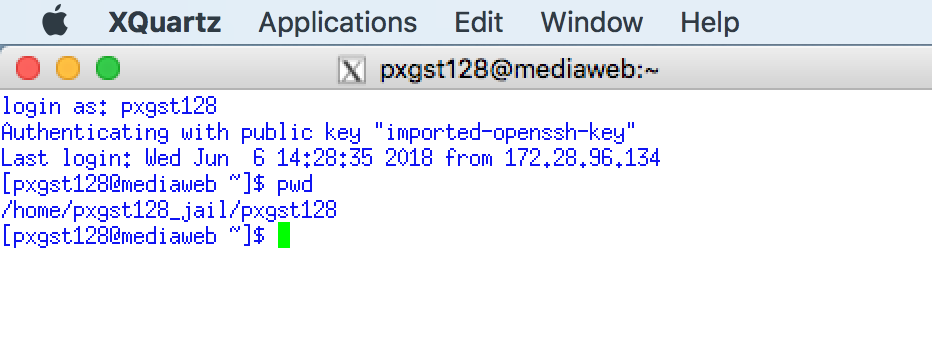 XQuartz Applications Edit Window Help
pxgst128@mediaweb:~
login as: pxgst128
Authenticating with public key "imported-openssh-key"
Last login: Wed Jun  6 14:28:35 2018 from 172.28.96.134
[pxgst128@mediaweb ~]$ pwd
/home/pxgst128_jail/pxgst128
[pxgst128@mediaweb ~]$